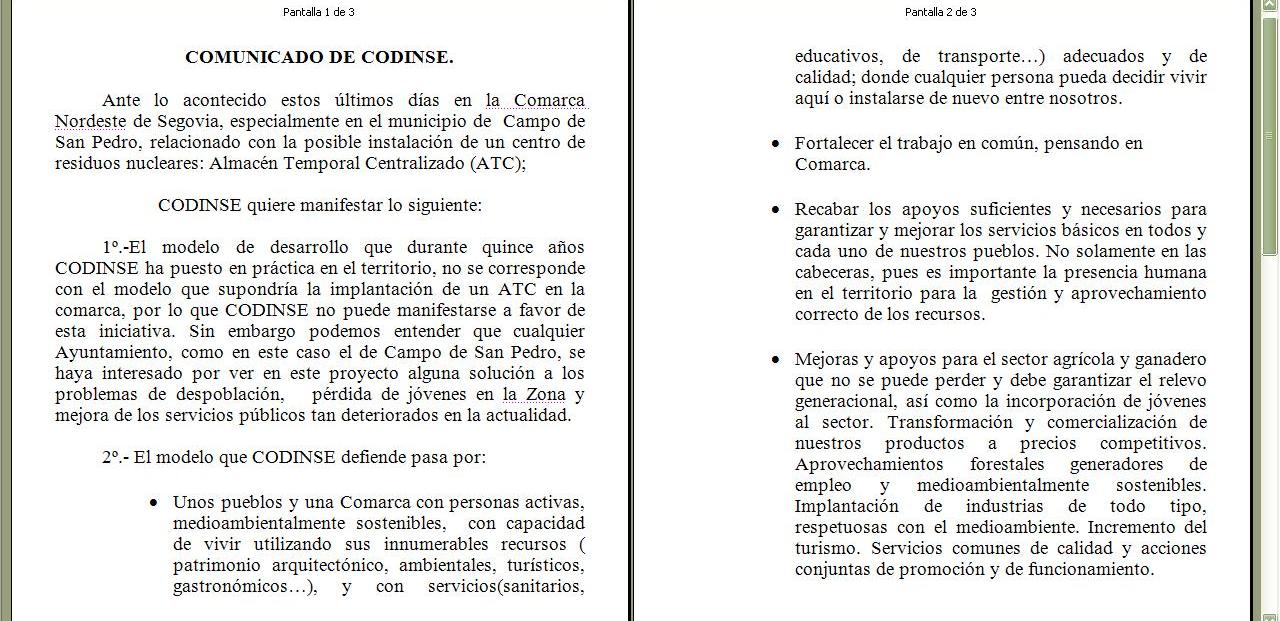 Pantalla 1 de 3
COMUNICADO DE CODINSE.
Ante lo acontecido estos últimos días en la Comarca
Nordeste de Segovia, especialmente en el municipio de Campo de
San Pedro, relacionado con la posible instalación de un centro de
residuos nucleares: Almacén Temporal Centralizado (ATC);
CODINSE quiere manifestar lo siguiente:
1º.-El modelo de desarrollo que durante quince años
CODINSE ha puesto en práctica en el territorio, no se corresponde
con el modelo que supondría la implantación de un ATC en la
comarca, por lo que CODINSE no puede manifestarse a favor de
esta iniciativa. Sin embargo podemos entender que cualquier
Ayuntamiento, como en este caso el de Campo de San Pedro, se
haya interesado por ver en este proyecto alguna solución a los
problemas de despoblación, pérdida de jóvenes en la Zona y
mejora de los servicios públicos tan deteriorados en la actualidad.
2º.- El modelo que CODINSE defiende pasa por:
• Unos pueblos y una Comarca con personas activas,
medioambientalmente sostenibles, con capacidad
de vivir utilizando sus innumerables recursos (
patrimonio arquitectónico, ambientales, turísticos,
gastronómicos...), y con servicios(sanitarios,
Pantalla 2 de 3
educativos, de transporte...) adecuados y de
calidad; donde cualquier persona pueda decidir vivir
aquí o instalarse de nuevo entre nosotros.
• Fortalecer el trabajo en común, pensando en
Comarca.
• Recabar los apoyos suficientes y necesarios para
garantizar y mejorar los servicios básicos en todos y
cada uno de nuestros pueblos. No solamente en las
cabeceras, pues es importante la presencia humana
en el territorio para la gestión y aprovechamiento
correcto de los recursos.
• Mejoras y apoyos para el sector agrícola y ganadero
que no se puede perder y debe garantizar el relevo
generacional, así como la incorporación de jóvenes
al sector. Transformación y comercialización de
nuestros productos a precios competitivos.
Aprovechamientos forestales generadores de
empleo y medioambientalmente sostenibles.
Implantación de industrias de todo tipo,
respetuosas con el medioambiente. Incremento del
turismo. Servicios comunes de calidad y acciones
conjuntas de promoción y de funcionamiento.